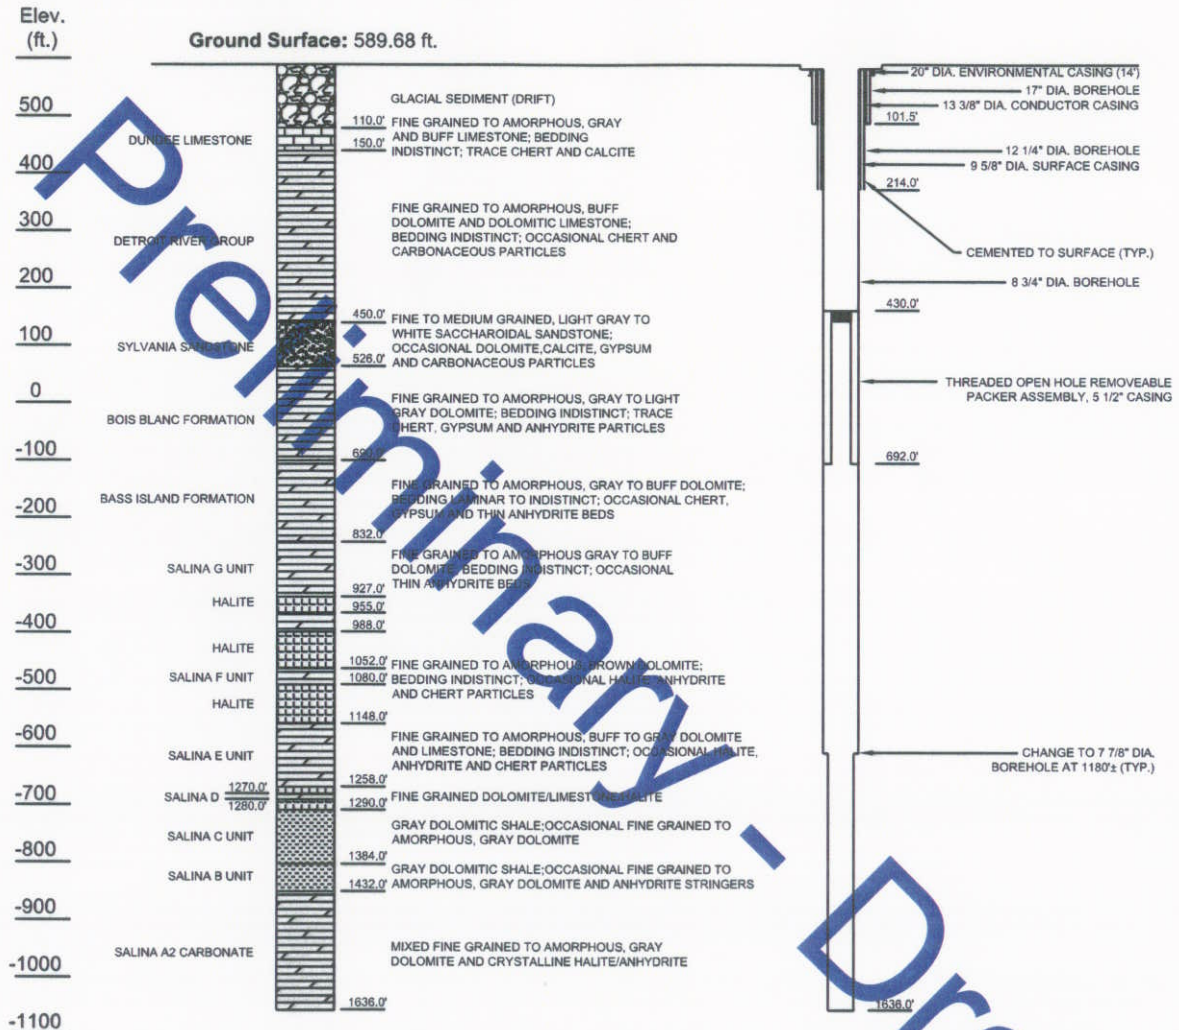 Elev.
(ft.)
Ground Surface: 589.68 ft.
500
400
300
200
100
0
-100
-200
-300
-400
-500
-600
-700
-800
-900
-1000
-1100
DUNDEE LIMESTONE
DETROIT RIVER GROUP
SYLVANIA SANDSTONE
BOIS BLANC FORMATION
BASS ISLAND FORMATION
SALINA G UNIT
HALITE
HALITE
SALINA F UNIT
HALITE
SALINA E UNIT
1270.0'
SALINA D
1280.0'
SALINA C UNIT
SALINA B UNIT
SALINA A2 CARBONATE
110.0'
150.0'
450.0'
526.0'
690.0'
832.0'
927.0'
955.0'
988.0'
1052.0'
1080.0'
1148.0'
1258.0'
1290.0'
1384.0'
1432.0'
1636.0'
GLACIAL SEDIMENT (DRIFT)
FINE GRAINED TO AMORPHOUS, GRAY
AND BUFF LIMESTONE; BEDDING
INDISTINCT; TRACE CHERT AND CALCITE
FINE GRAINED TO AMORPHOUS, BUFF
DOLOMITE AND DOLOMITIC LIMESTONE;
BEDDING INDISTINCT; OCCASIONAL CHERT AND
CARBONACEOUS PARTICLES
FINE TO MEDIUM GRAINED, LIGHT GRAY TO
WHITE SACCHAROIDAL SANDSTONE;
OCCASIONAL DOLOMITE,CALCITE, GYPSUM
AND CARBONACEOUS PARTICLES
FINE GRAINED TO AMORPHOUS, GRAY TO LIGHT
GRAY DOLOMITE; BEDDING INDISTINCT; TRACE
CHERT, GYPSUM AND ANHYDRITE PARTICLES
FINE GRAINED TO AMORPHOUS, GRAY TO BUFF DOLOMITE;
BEDDING LAMINAR TO INDISTINCT; OCCASIONAL CHERT,
GYPSUM AND THIN ANHYDRITE BEDS
FINE GRAINED TO AMORPHOUS GRAY TO BUFF
DOLOMITE, BEDDING INDISTINCT; OCCASIONAL
THIN ANHYDRITE BEDS
FINE GRAINED TO AMORPHOUS, BROWN DOLOMITE;
BEDDING INDISTINCT; OCCASIONAL HALITE, ANHYDRITE
AND CHERT PARTICLES
FINE GRAINED TO AMORPHOUS, BUFF TO GRAY DOLOMITE
AND LIMESTONE; BEDDING INDISTINCT; OCCASIONAL HALITE,
ANHYDRITE AND CHERT PARTICLES
FINE GRAINED DOLOMITE/LIMESTONE/HALITE
GRAY DOLOMITIC SHALE;OCCASIONAL FINE GRAINED TO
AMORPHOUS, GRAY DOLOMITE
GRAY DOLOMITIC SHALE;OCCASIONAL FINE GRAINED TO
AMORPHOUS, GRAY DOLOMITE AND ANHYDRITE STRINGERS
MIXED FINE GRAINED TO AMORPHOUS, GRAY
DOLOMITE AND CRYSTALLINE HALITE/ANHYDRITE
20" DIA. ENVIRONMENTAL CASING (14')
17" DIA. BOREHOLE
13 3/8" DIA. CONDUCTOR CASING
101.5'
12 1/4" DIA. BOREHOLE
9 5/8" DIA. SURFACE CASING
214.0'
CEMENTED TO SURFACE (TYP.)
8 3/4" DIA. BOREHOLE
430.0'
THREADED OPEN HOLE REMOVEABLE
PACKER ASSEMBLY, 5 1/2" CASING
692.0'
CHANGE TO 7 7/8" DIA.
BOREHOLE AT 1180'± (TYP.)
1636.0'
Preliminary - Dr